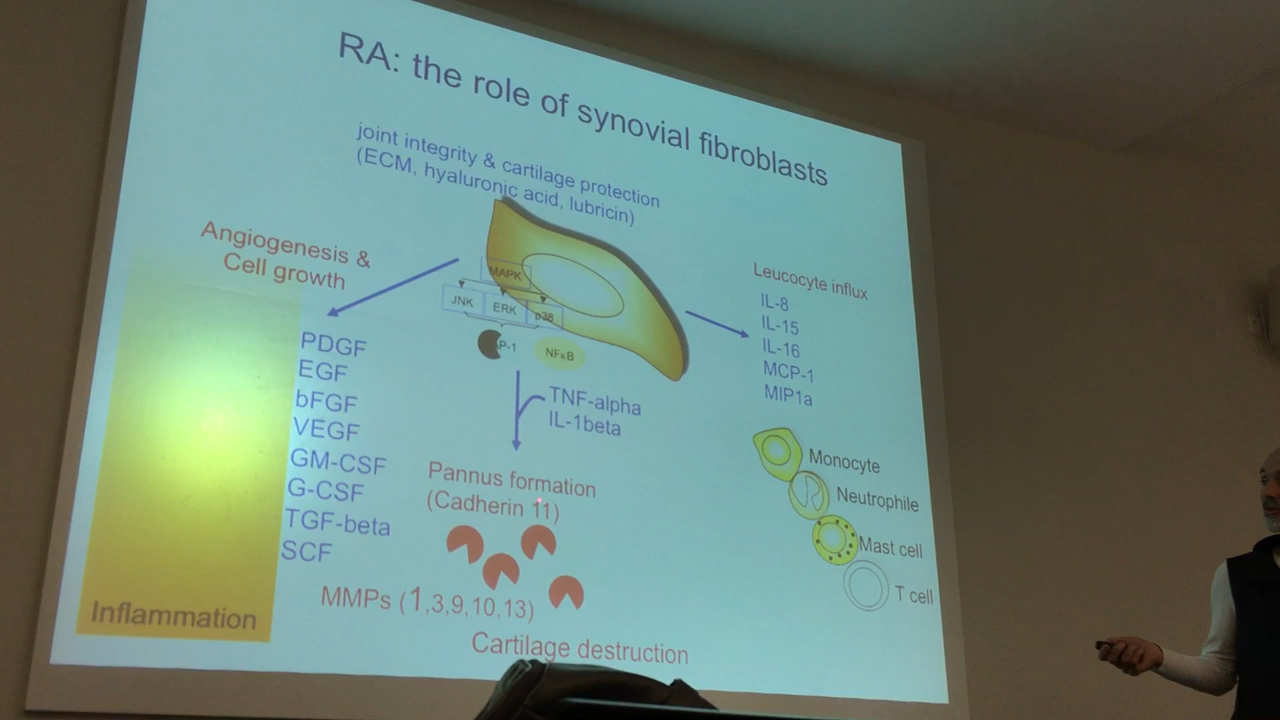 RA: the role of synovial fibroblasts
joint integrity & cartilage protection
(ECM, hyaluronic acid, lubricin)
Angiogenesis &
Cell growth
PDGF
EGF
bFGF
VEGF
GM-CSF
G-CSF
TGF-beta
SCF
Inflammation
MAPK
JNK
ERK
p38
P-1
NFκB
TNF-alpha
IL-1beta
Pannus formation
(Cadherin 11)
MMPs (1,3,9,10,13)
Cartilage destruction
Leucocyte influx
IL-8
IL-15
IL-16
MCP-1
MIP1a
Monocyte
Neutrophile
Mast cell
T cell